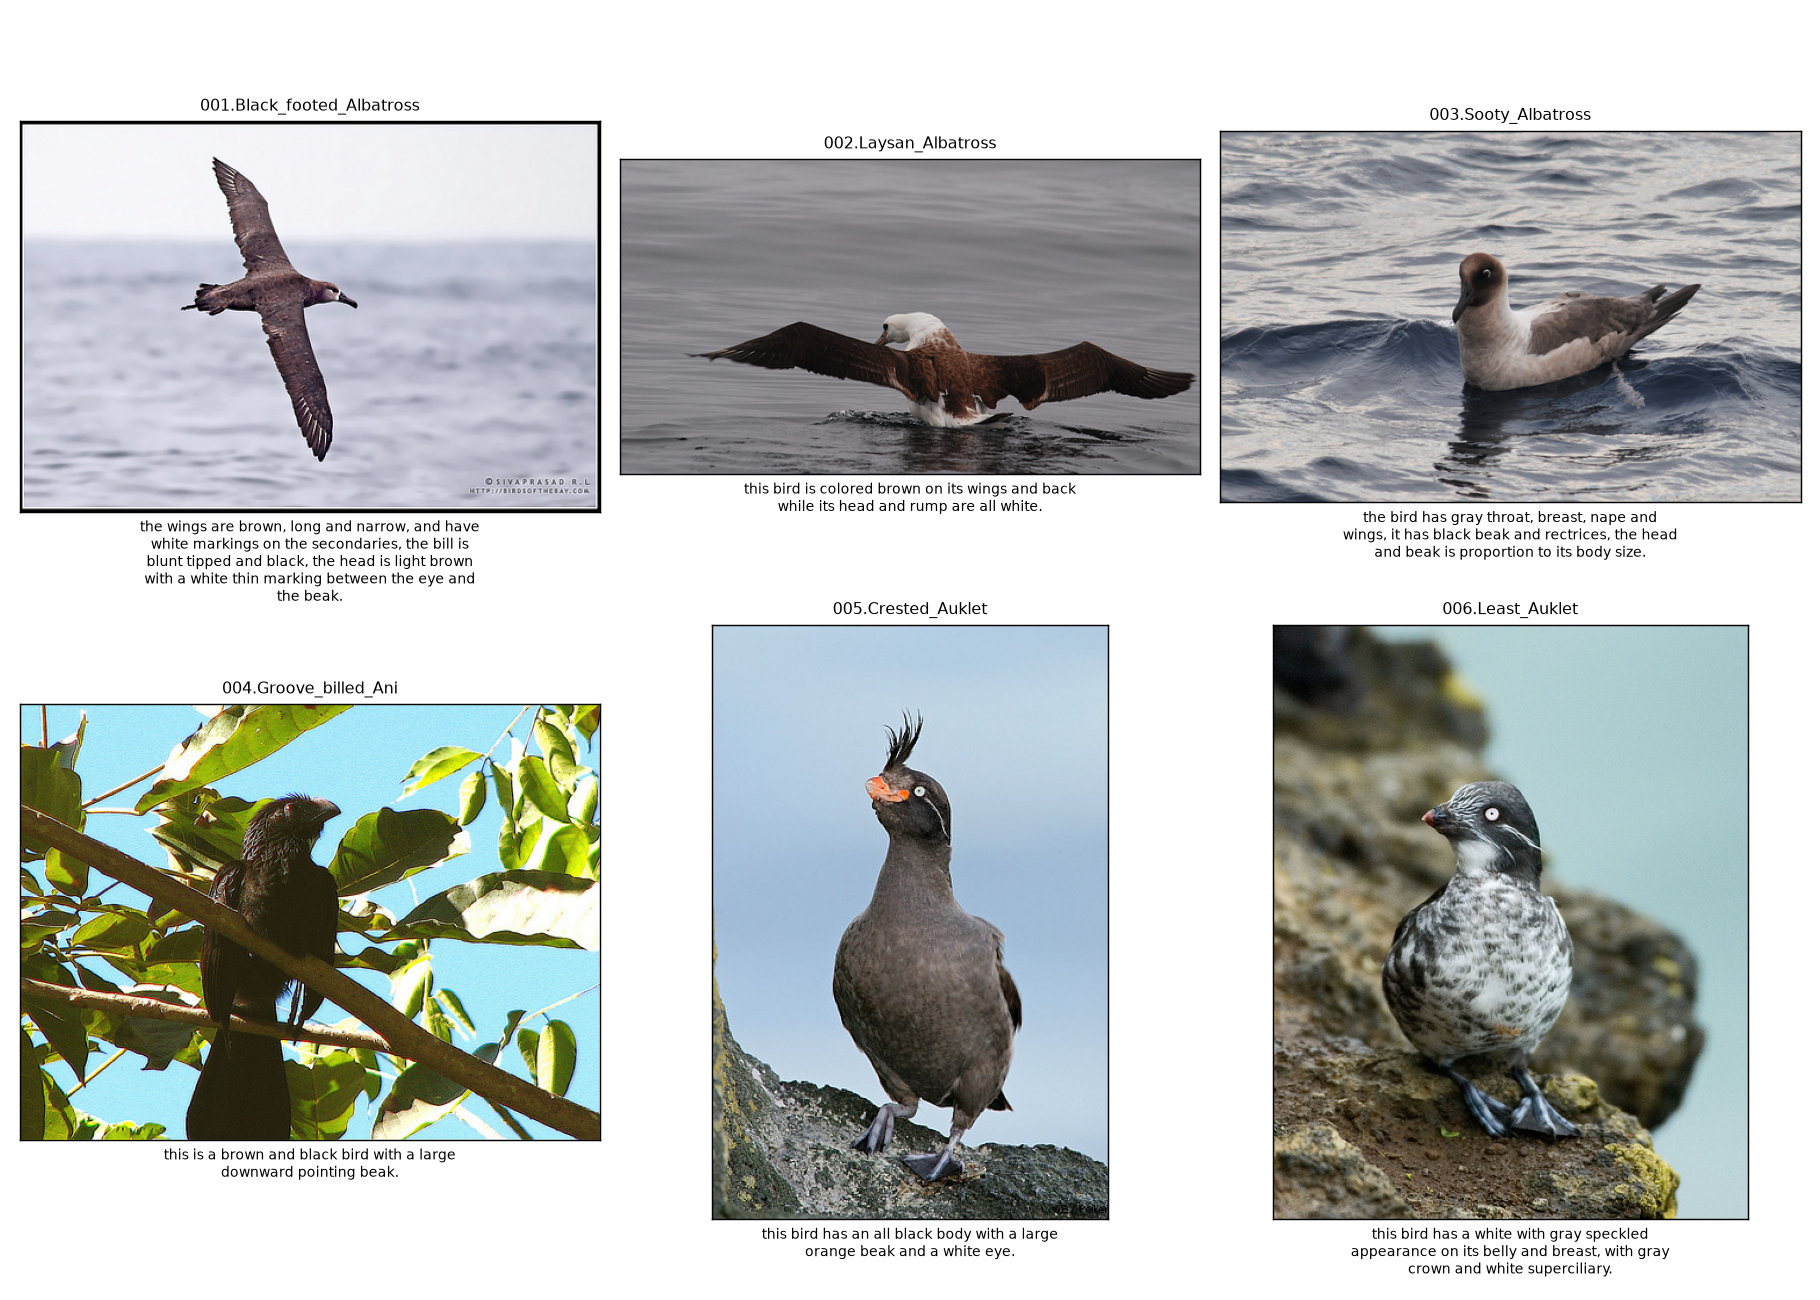 001.Black_footed_Albatross
©SIVAPRASAD R.L
HTTP://BIRDSOFTHEBAY.COM
the wings are brown, long and narrow, and have
white markings on the secondaries, the bill is
blunt tipped and black, the head is light brown
with a white thin marking between the eye and
the beak.
002.Laysan_Albatross
this bird is colored brown on its wings and back
while its head and rump are all white.
003.Sooty_Albatross
the bird has gray throat, breast, nape and
wings, it has black beak and rectrices, the head
and beak is proportion to its body size.
004.Groove_billed_Ani
this is a brown and black bird with a large
downward pointing beak.
005.Crested_Auklet
this bird has an all black body with a large
orange beak and a white eye.
006.Least_Auklet
this bird has a white with gray speckled
appearance on its belly and breast, with gray
crown and white superciliary.